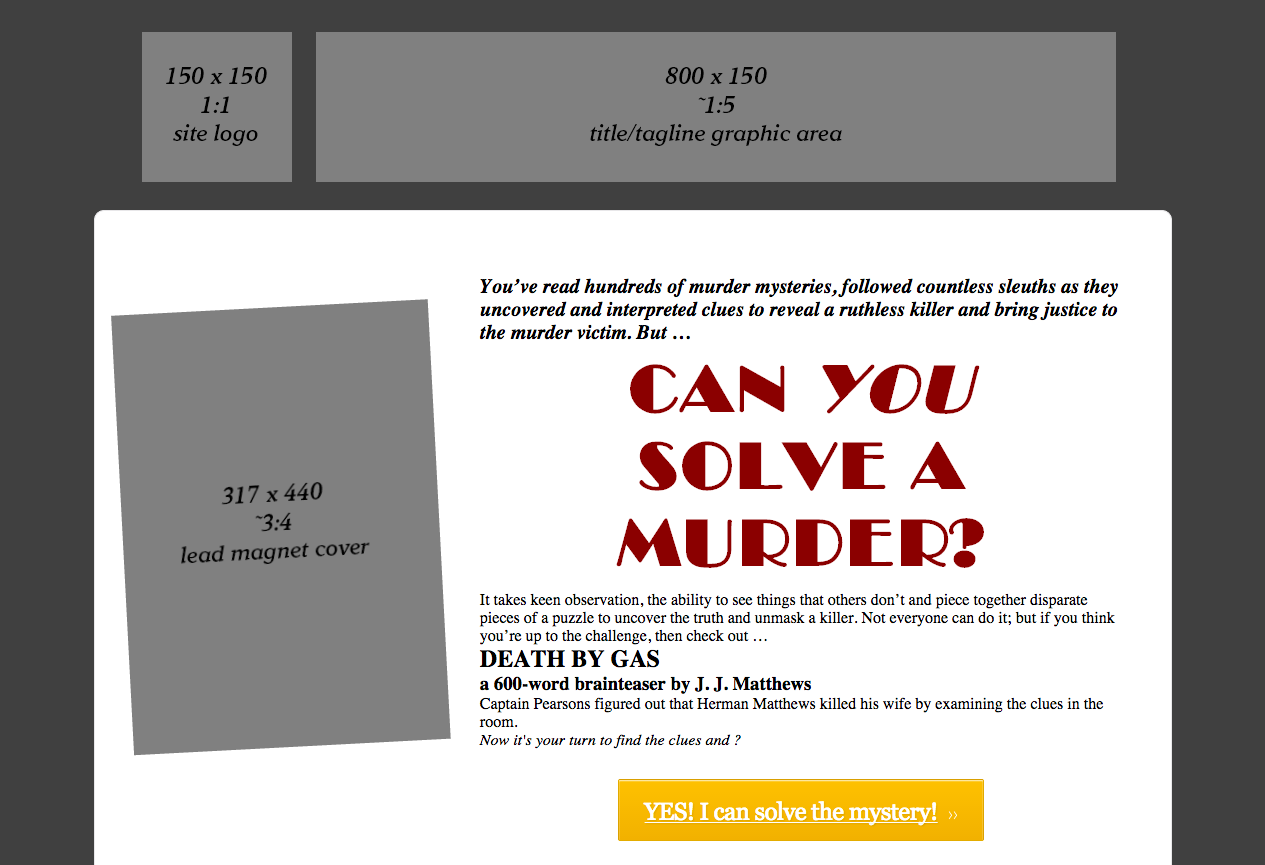 150 x 150
1:1
site logo
800 x 150
~1:5
title/tagline graphic area
317 x 440
~3:4
lead magnet cover
You’ve read hundreds of murder mysteries, followed countless sleuths as they
uncovered and interpreted clues to reveal a ruthless killer and bring justice to
the murder victim. But …
CAN YOU
SOLVE A
MURDER?
It takes keen observation, the ability to see things that others don’t and piece together disparate
pieces of a puzzle to uncover the truth and unmask a killer. Not everyone can do it; but if you think
you’re up to the challenge, then check out …
DEATH BY GAS
a 600-word brainteaser by J. J. Matthews
Captain Pearsons figured out that Herman Matthews killed his wife by examining the clues in the
room.
Now it's your turn to find the clues and ?
YES! I can solve the mystery! »